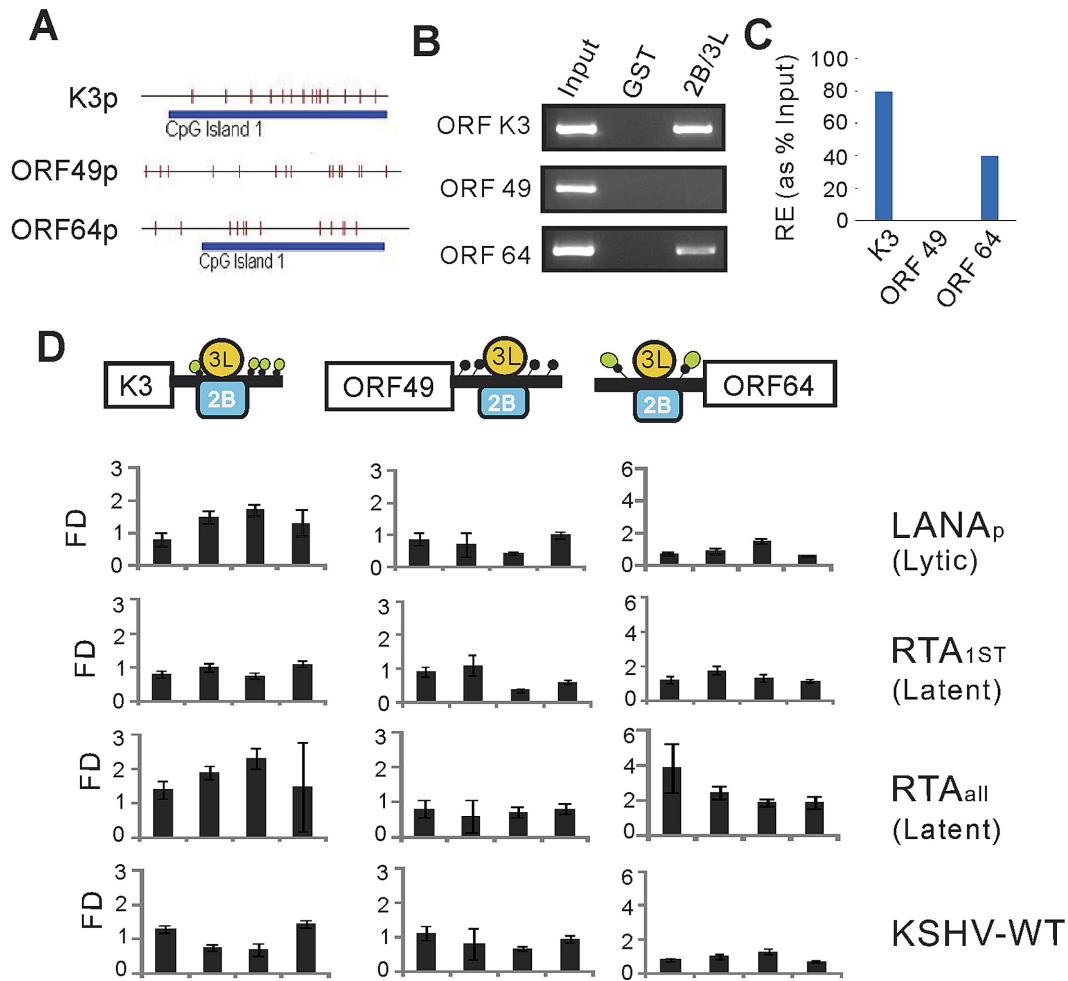 A
K3p
CpG Island 1
ORF49p
ORF64p
CpG Island 1
B
Input
GST
2B/3L
ORF K3
ORF 49
ORF 64
C
RE (as % Input)
100
80
60
40
20
0
K3
ORF 49
ORF 64
D
K3
3L
2B
ORF49
3L
2B
3L
2B
ORF64
FD
3
2
1
0
3
2
1
0
6
4
2
0
LANAp
(Lytic)
FD
3
2
1
0
3
2
1
0
6
4
2
0
RTA1ST
(Latent)
FD
3
2
1
0
3
2
1
0
6
4
2
0
RTAall
(Latent)
FD
3
2
1
0
3
2
1
0
6
4
2
0
KSHV-WT